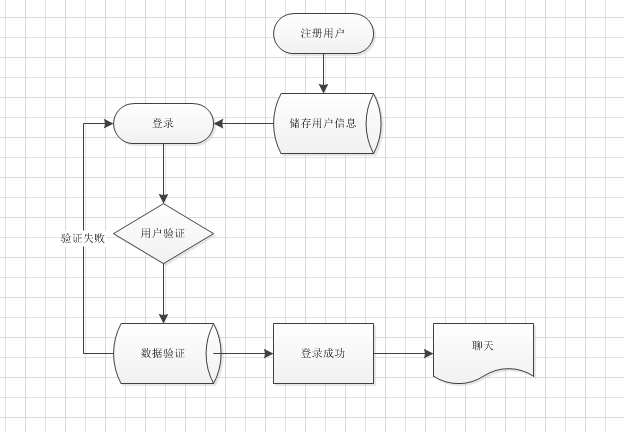 注册用户
储存用户信息
登录
用户验证
验证失败
数据验证
登录成功
聊天